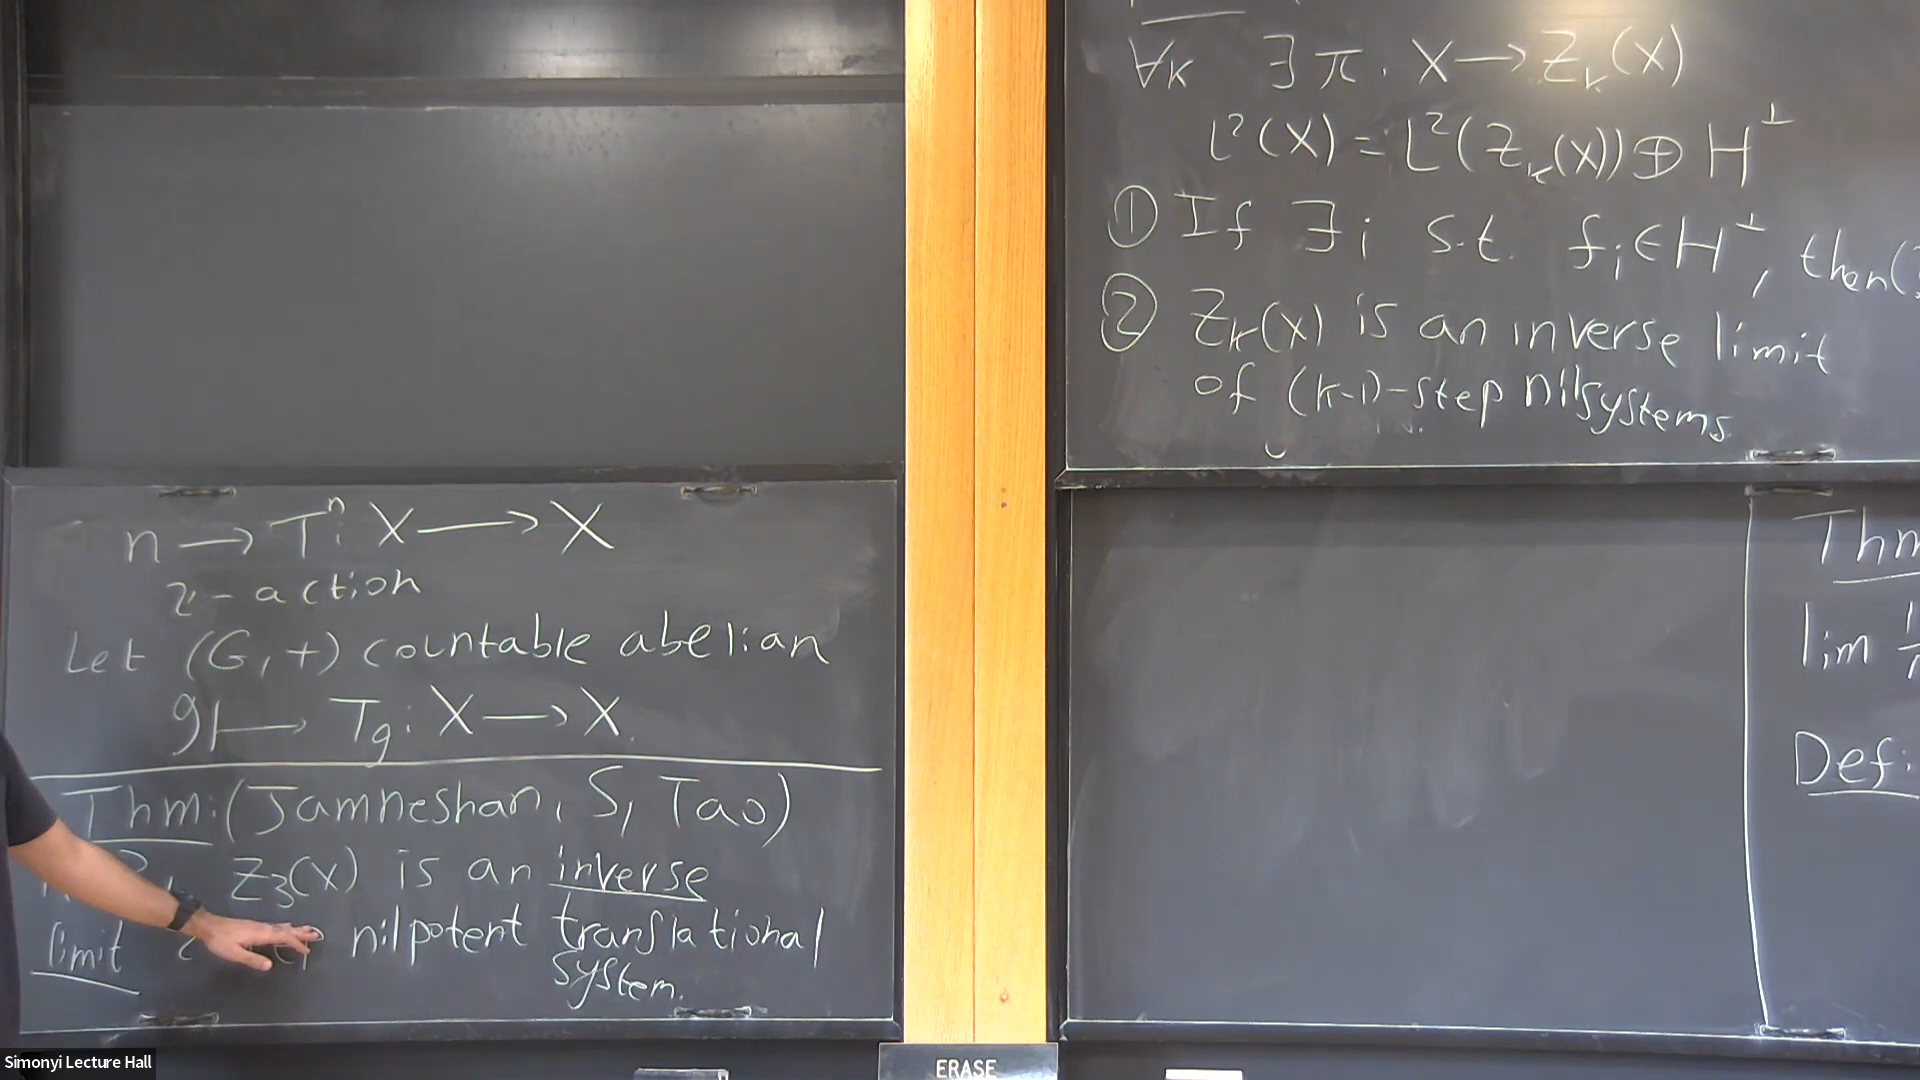 n → Tⁿ: X → X
ℤ-action
Let (G, +) countable abelian
g ↦ T_g: X → X.
Thm: (Jamneshan, S, Tao)
Z₃(X) is an inverse
limit nilpotent translational
system.
∀k ∃ π: X → Z_k(X)
L²(X) = L²(Z_k(X)) ⊕ H^⊥
① If ∃i s.t. f_i ∈ H^⊥, then
② Z_k(X) is an inverse limit
of (k-1)-step nilsystems
Thm
lim
Def:
Simonyi Lecture Hall
ERASE